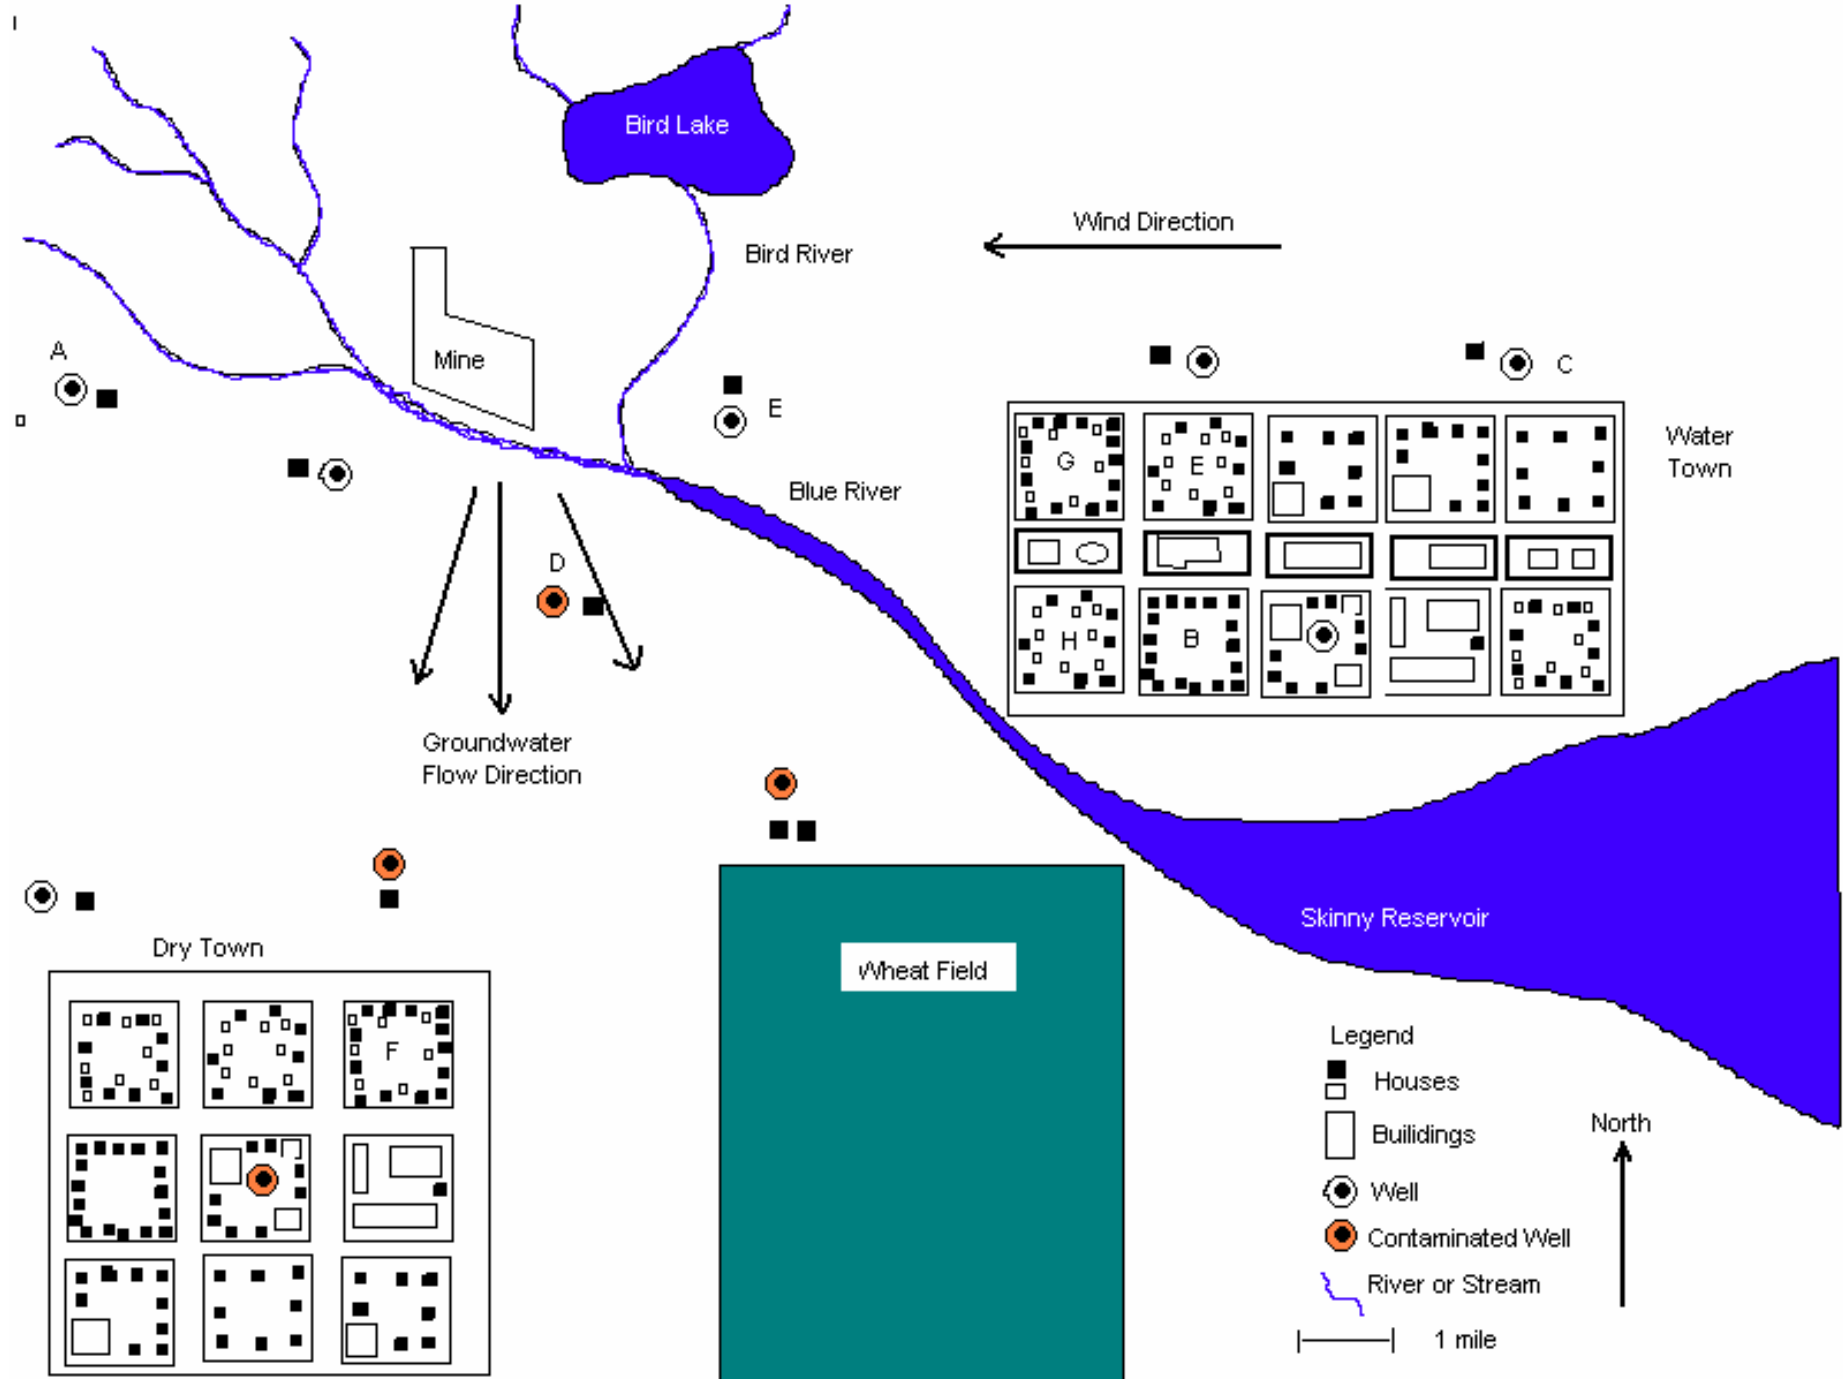 Bird Lake
Wind Direction
Bird River
Mine
A
E
C
Water
Town
G
E
Blue River
D
H
B
Groundwater
Flow Direction
Skinny Reservoir
Dry Town
Wheat Field
F
Legend
Houses
Builidings
Well
Contaminated Well
River or Stream
1 mile
North